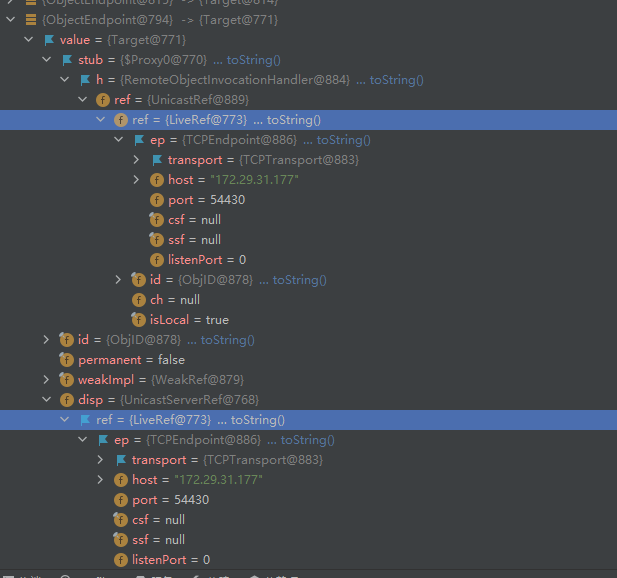 {ObjectEndpoint@815} -> {Target@814}
{ObjectEndpoint@794} -> {Target@771}
value = {Target@771}
stub = {$Proxy0@770} ... toString()
h = {RemoteObjectInvocationHandler@884} ... toString()
ref = {UnicastRef@889}
ref = {LiveRef@773} ... toString()
ep = {TCPEndpoint@886} ... toString()
transport = {TCPTransport@883}
host = "172.29.31.177"
port = 54430
csf = null
ssf = null
listenPort = 0
id = {ObjID@878} ... toString()
ch = null
isLocal = true
id = {ObjID@878} ... toString()
permanent = false
weakImpl = {WeakRef@879}
disp = {UnicastServerRef@768}
ref = {LiveRef@773} ... toString()
ep = {TCPEndpoint@886} ... toString()
transport = {TCPTransport@883}
host = "172.29.31.177"
port = 54430
csf = null
ssf = null
listenPort = 0